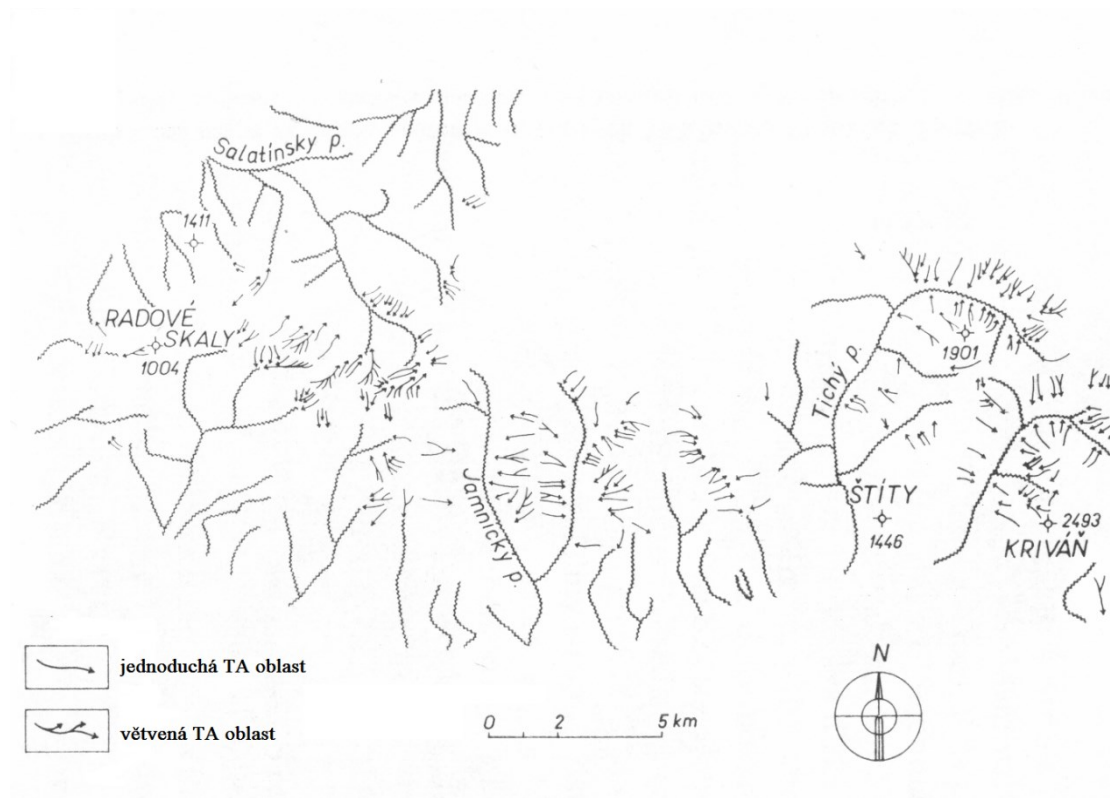 Salatínsky p.
1411
RADOVÉ
SKALY
1004
1901
Tichý p.
Jamnický p.
ŠTÍTY
1446
2493
KRIVÁŇ
jednoduchá TA oblast
větvená TA oblast
0 2 5 km
N